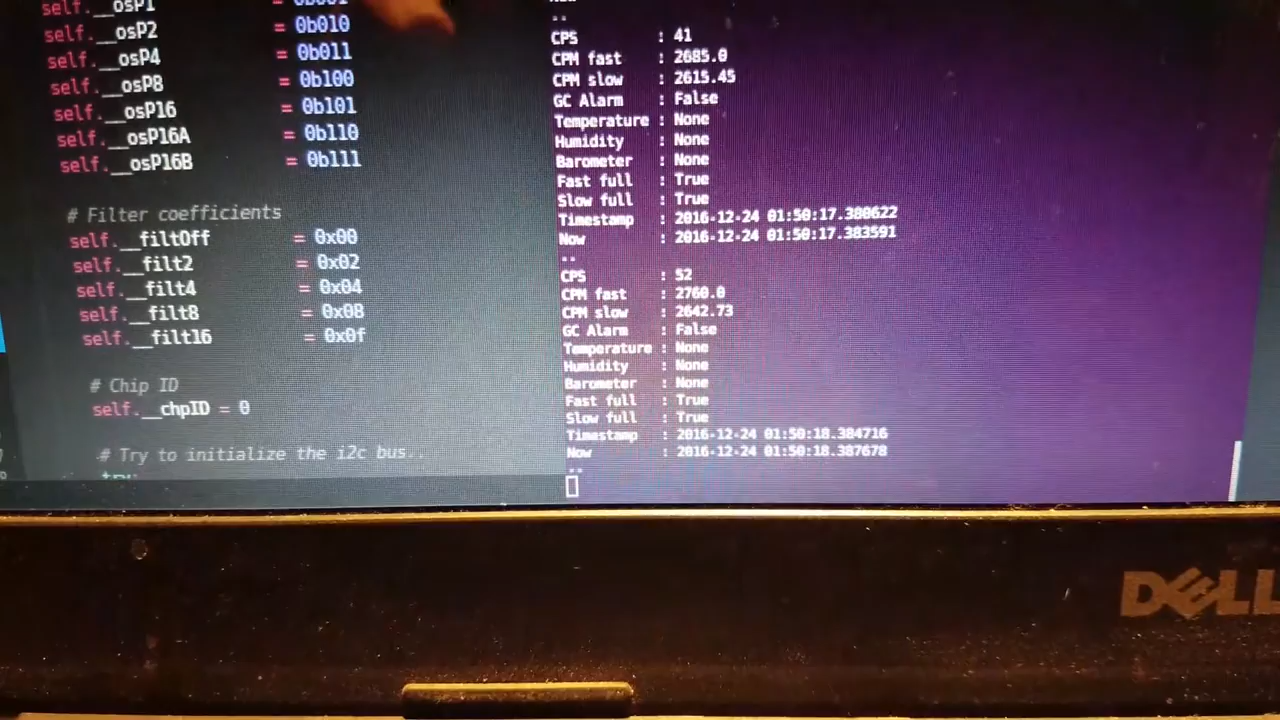 self.__osP1 = 0b001
self.__osP2 = 0b010
self.__osP4 = 0b011
self.__osP8 = 0b100
self.__osP16 = 0b101
self.__osP16A = 0b110
self.__osP16B = 0b111
# Filter coefficients
self.__filtOff = 0x00
self.__filt2 = 0x02
self.__filt4 = 0x04
self.__filt8 = 0x08
self.__filt16 = 0x0f
# Chip ID
self.__chpID = 0
# Try to initialize the i2c bus..
try:
--
CPS : 41
CPM fast : 2685.0
CPM slow : 2615.45
GC Alarm : False
Temperature : None
Humidity : None
Barometer : None
Fast full : True
Slow full : True
Timestamp : 2016-12-24 01:50:17.380622
Now : 2016-12-24 01:50:17.383591
--
CPS : 52
CPM fast : 2760.0
CPM slow : 2642.73
GC Alarm : False
Temperature : None
Humidity : None
Barometer : None
Fast full : True
Slow full : True
Timestamp : 2016-12-24 01:50:18.384716
Now : 2016-12-24 01:50:18.387678
--
DELL